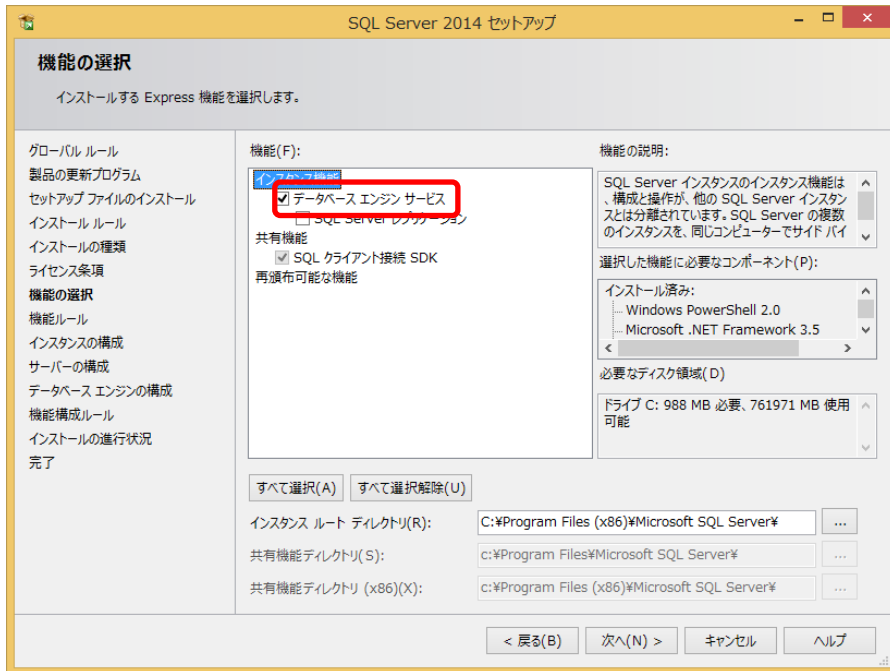 SQL Server 2014 セットアップ
機能の選択
インストールする Express 機能を選択します。
グローバル ルール
製品の更新プログラム
セットアップ ファイルのインストール
インストール ルール
インストールの種類
ライセンス条項
機能の選択
機能ルール
インスタンスの構成
サーバーの構成
データベース エンジンの構成
機能構成ルール
インストールの進行状況
完了
機能(F):
インスタンス機能
データベース エンジン サービス
SQL Server レプリケーション
共有機能
SQL クライアント接続 SDK
再頒布可能な機能
機能の説明:
SQL Server インスタンスのインスタンス機能は
、構成と操作が、他の SQL Server インスタン
スとは分離されています。SQL Server の複数
のインスタンスを、同じコンピューターでサイド バイ
選択した機能に必要なコンポーネント(P):
インストール済み:
Windows PowerShell 2.0
Microsoft .NET Framework 3.5
必要なディスク領域(D)
ドライブ C: 988 MB 必要、761971 MB 使用
可能
すべて選択(A)
すべて選択解除(U)
インスタンス ルート ディレクトリ(R):
C:¥Program Files (x86)¥Microsoft SQL Server¥
...
共有機能ディレクトリ(S):
c:¥Program Files¥Microsoft SQL Server¥
...
共有機能ディレクトリ (x86)(X):
c:¥Program Files (x86)¥Microsoft SQL Server¥
...
< 戻る(B)
次へ(N) >
キャンセル
ヘルプ